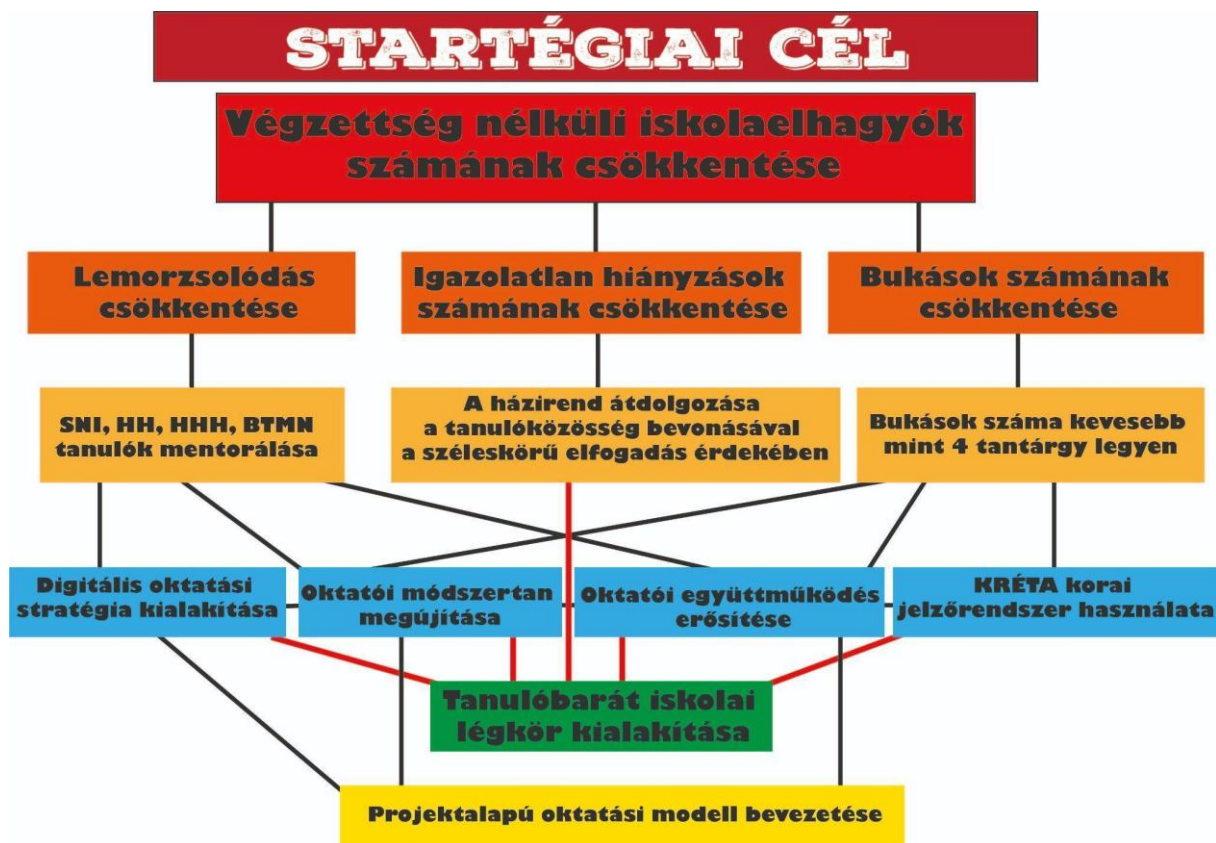 STARTÉGIAI CÉL
Végzettség nélküli iskolaelhagyók
számának csökkentése
Lemorzsolódás
csökkentése
Igazolatlan hiányzások
számának csökkentése
Bukások számának
csökkentése
SNI, HH, HHH, BTMN
tanulók mentorálása
A házirend átdolgozása
a tanulóközösség bevonásával
a széleskörű elfogadás érdekében
Bukások száma kevesebb
mint 4 tantárgy legyen
Digitális oktatási
stratégia kialakítása
Oktatói módszertan
megújítása
Oktatói együttműködés
erősítése
KRÉTA korai
jelzőrendszer használata
Tanulóbarát iskolai
légkör kialakítása
Projektalapú oktatási modell bevezetése